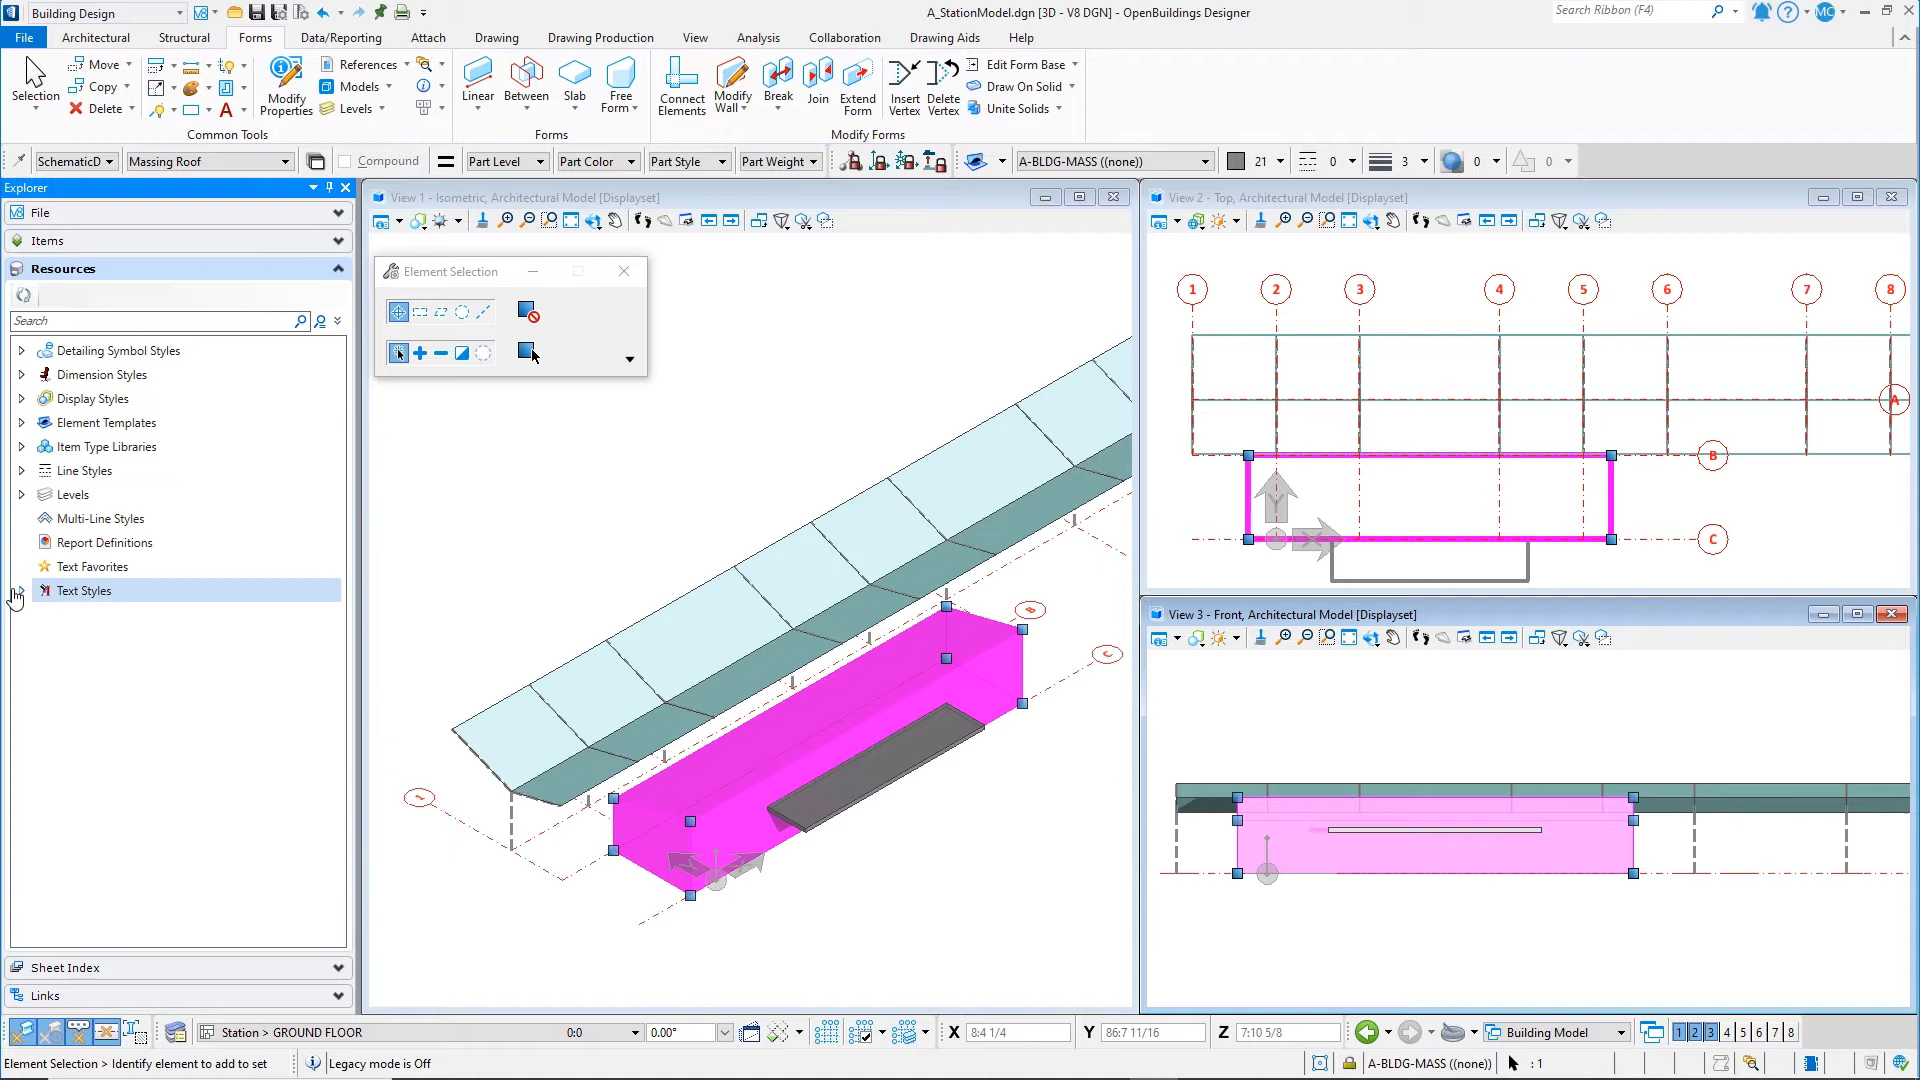 Building Design
A_StationModel.dgn [3D - V8 DGN] - OpenBuildings Designer
Search Ribbon (F4)
MC
File
Architectural
Structural
Forms
Data/Reporting
Attach
Drawing
Drawing Production
View
Analysis
Collaboration
Drawing Aids
Help
Selection
Move
Copy
Delete
Modify
Properties
References
Models
Levels
Common Tools
Linear
Between
Slab
Free
Form
Forms
Connect
Elements
Modify
Wall
Break
Join
Extend
Form
Insert
Vertex
Delete
Vertex
Edit Form Base
Draw On Solid
Unite Solids
Modify Forms
SchematicD
Massing Roof
Compound
Part Level
Part Color
Part Style
Part Weight
A-BLDG-MASS ((none))
21
0
3
0
0
Explorer
File
Items
Resources
Search
Detailing Symbol Styles
Dimension Styles
Display Styles
Element Templates
Item Type Libraries
Line Styles
Levels
Multi-Line Styles
Report Definitions
Text Favorites
Text Styles
Sheet Index
Links
View 1 - Isometric, Architectural Model [Displayset]
Element Selection
1
B
C
Y
X
View 2 - Top, Architectural Model [Displayset]
1
2
3
4
5
6
7
8
A
B
C
Y
X
View 3 - Front, Architectural Model [Displayset]
Station > GROUND FLOOR
0:0
0.00°
X
8:4 1/4
Y
86:7 11/16
Z
7:10 5/8
Building Model
1 2 3 4 5 6 7 8
Element Selection > Identify element to add to set
Legacy mode is Off
A-BLDG-MASS ((none))
: 1